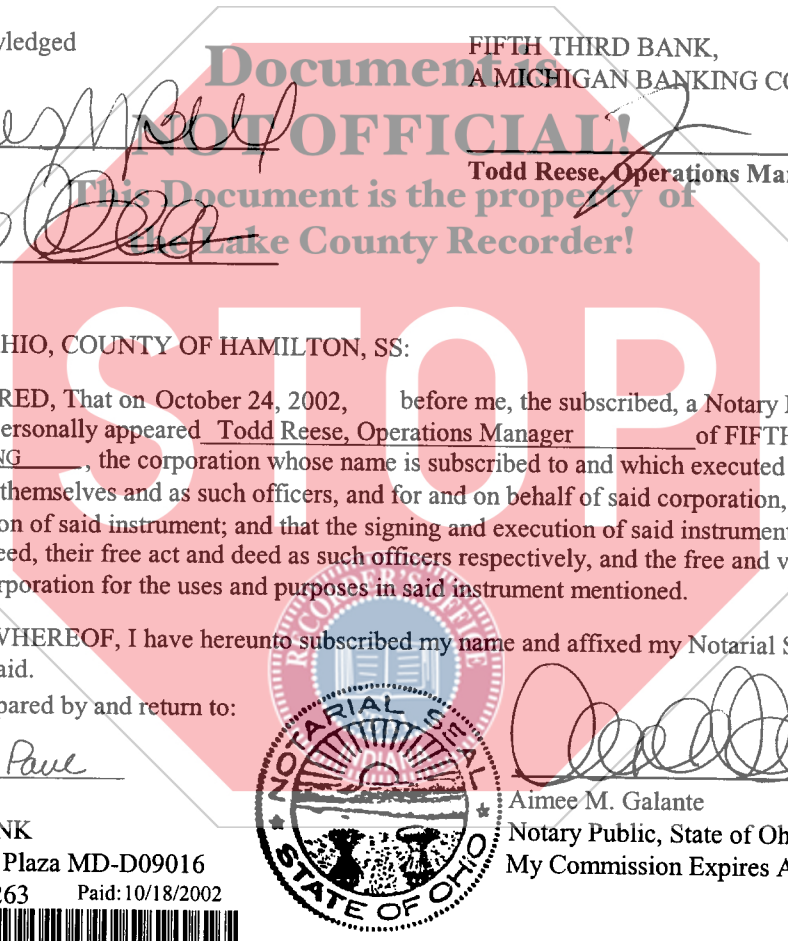 vledged
FIFTH THIRD BANK,
A MICHIGAN BANKING CO
Document is
NOT OFFICIAL!
Todd Reese, Operations Mar
This Document is the property of
the Lake County Recorder!
STOP
HIO, COUNTY OF HAMILTON, SS:
RED, That on October 24, 2002, before me, the subscribed, a Notary
ersonally appeared Todd Reese, Operations Manager of FIFTH
NG , the corporation whose name is subscribed to and which executed
themselves and as such officers, and for and on behalf of said corporation,
on of said instrument; and that the signing and execution of said instrument
eed, their free act and deed as such officers respectively, and the free and v
rporation for the uses and purposes in said instrument mentioned.
WHEREOF, I have hereunto subscribed my name and affixed my Notarial S
aid.
pared by and return to:
RECORDER'S OFFICE
INDIANA
NOTARIAL SEAL
STATE OF OHIO
Aimee M. Galante
Notary Public, State of Oh
My Commission Expires A
NK
Plaza MD-D09016
263 Paid:10/18/2002